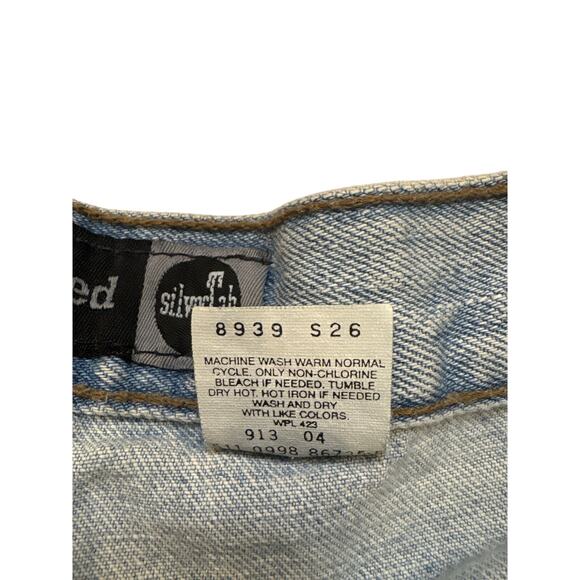 ed
silverTab
8939 S26
MACHINE WASH WARM NORMAL
CYCLE. ONLY NON-CHLORINE
BLEACH IF NEEDED. TUMBLE
DRY HOT. HOT IRON IF NEEDED
WASH AND DRY
WITH LIKE COLORS.
WPL 423
913 04
0998